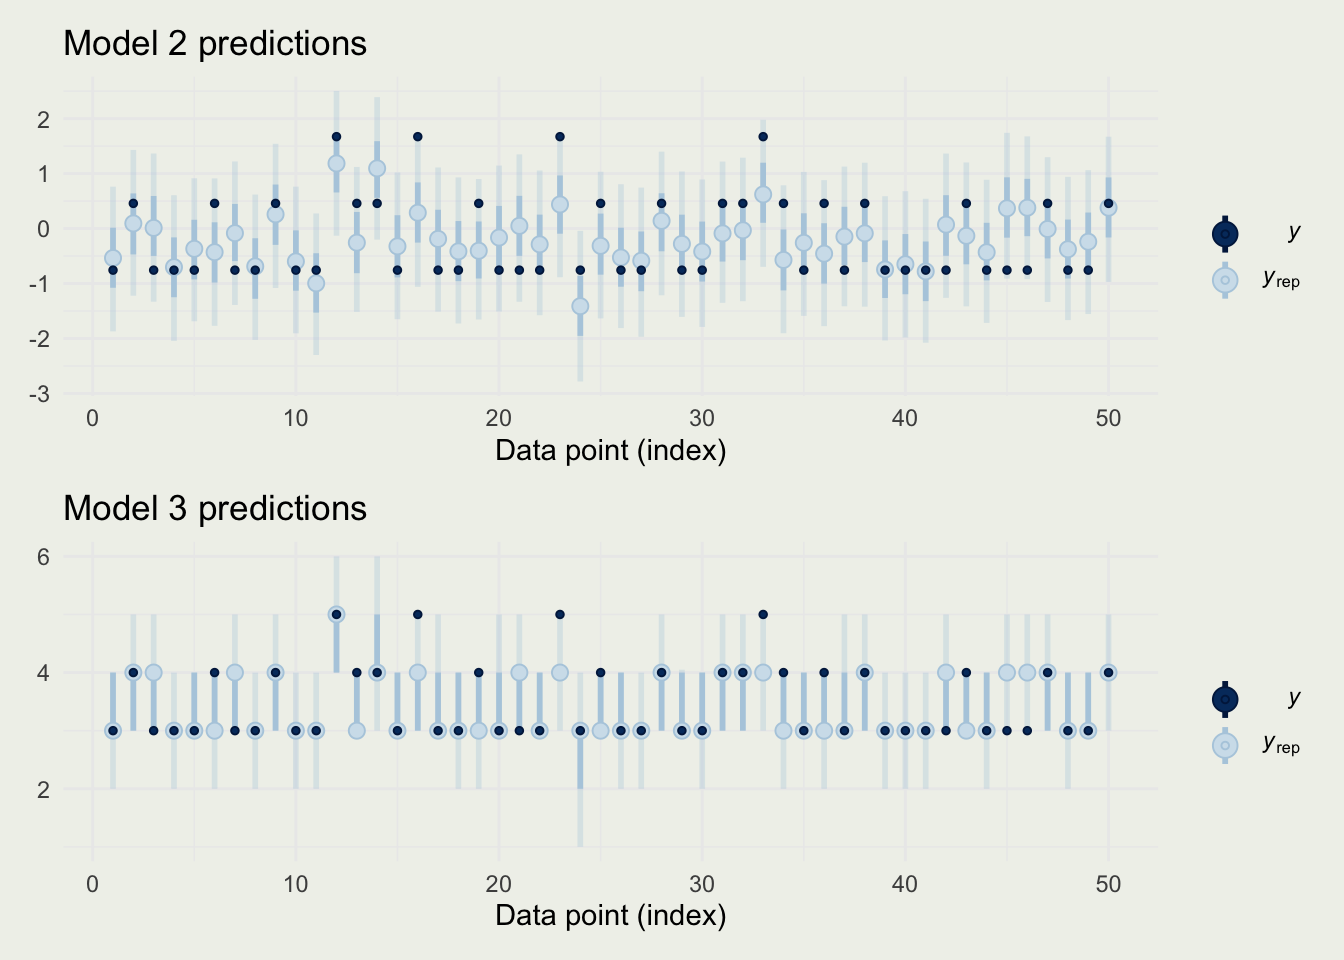 Model 2 predictions
2
1
0
-1
-2
-3
0 10 20 30 40 50
Data point (index)
y
yrep
Model 3 predictions
6
4
2
0 10 20 30 40 50
Data point (index)
y
yrep